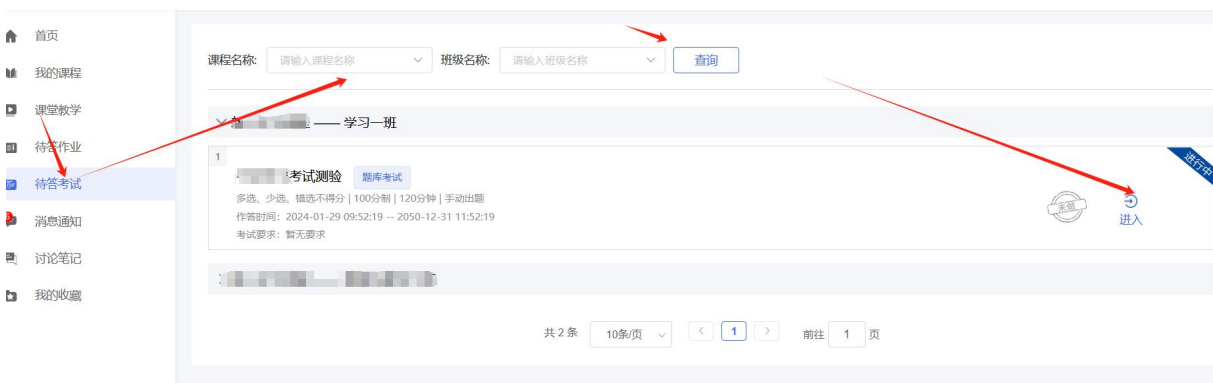 首页
我的课程
课堂教学
待答作业
待答考试
消息通知
讨论笔记
我的收藏
课程名称: 请输入课程名称 班级名称: 请输入班级名称 查询
—— 学习一班
1
考试测验 题库考试
多选、少选、错选不得分 | 100分制 | 120分钟 | 手动出题
作答时间：2024-01-29 09:52:19 -- 2050-12-31 11:52:19
考试要求：暂无要求
未做
进入
进行中
共 2 条 10条/页 1 前往 1 页